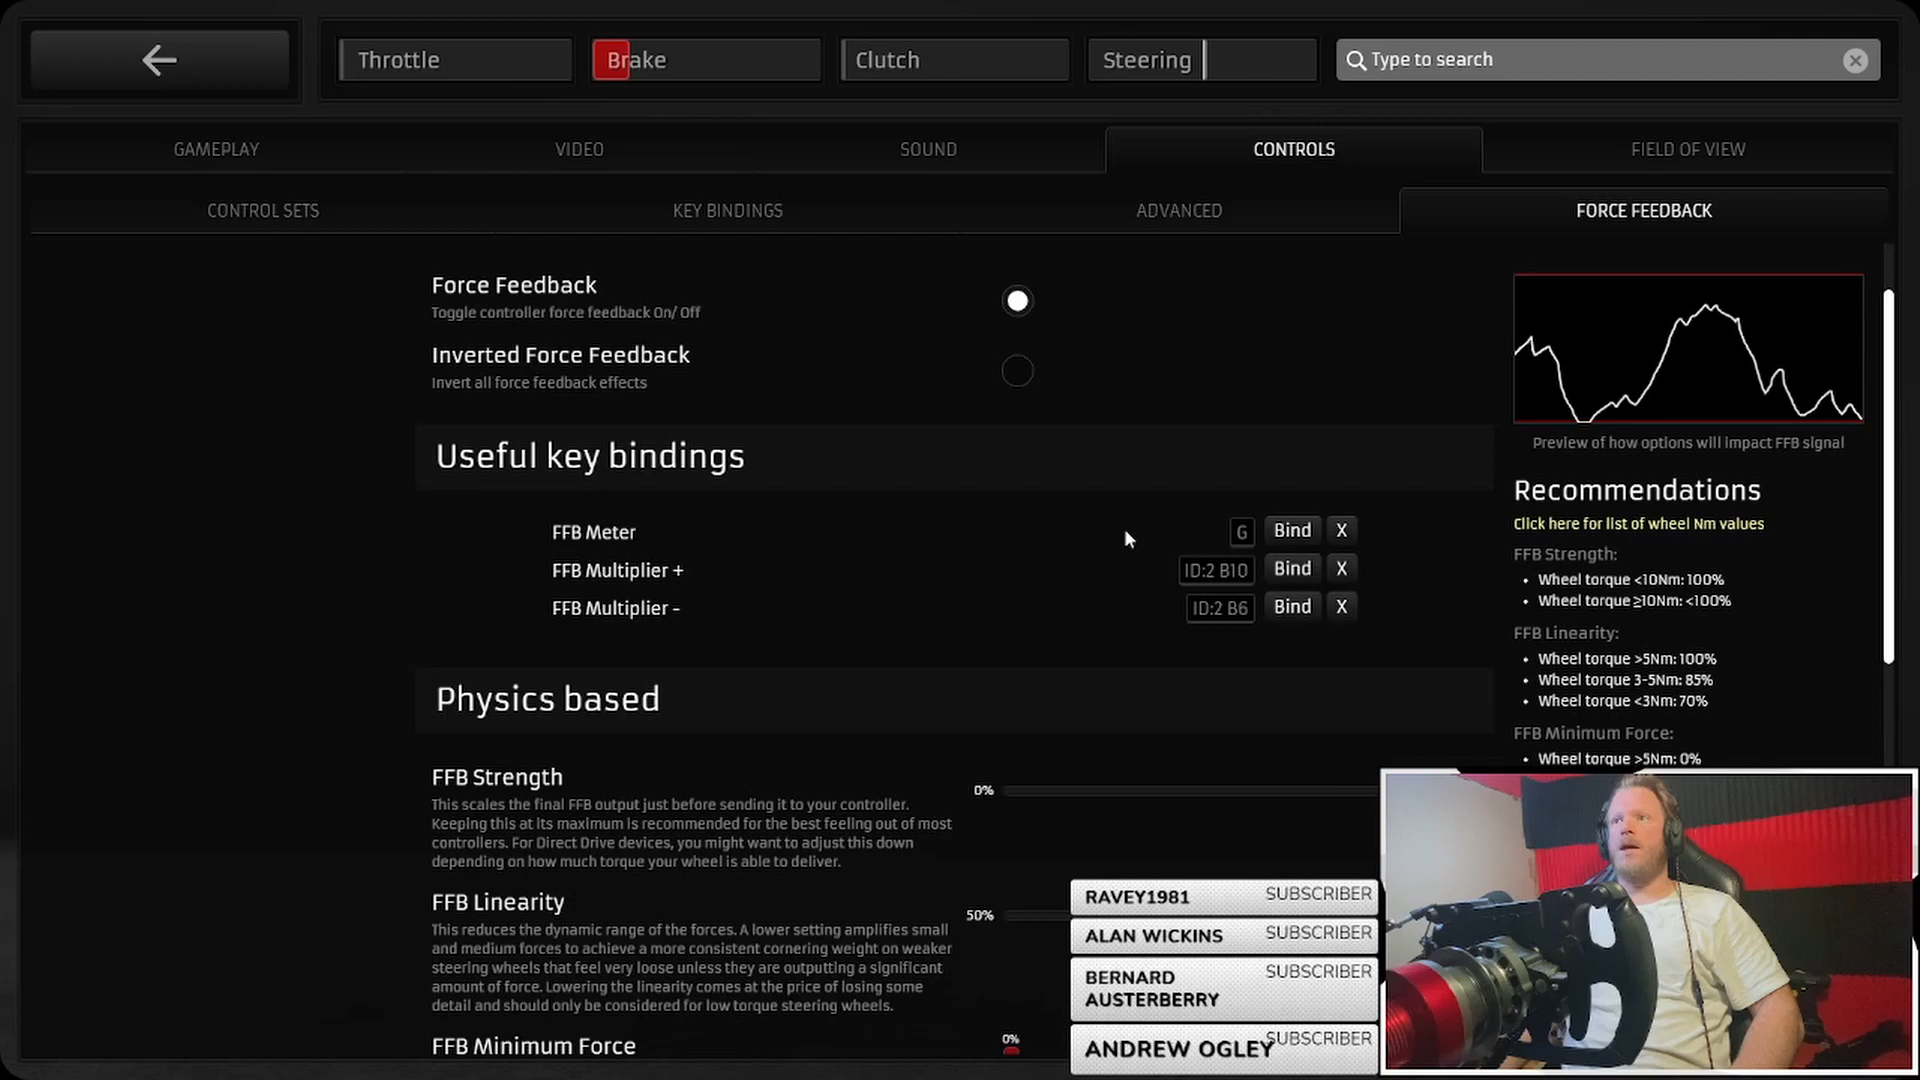 Throttle
Brake
Clutch
Steering
Type to search
GAMEPLAY
VIDEO
SOUND
CONTROLS
FIELD OF VIEW
CONTROL SETS
KEY BINDINGS
ADVANCED
FORCE FEEDBACK
Force Feedback
Toggle controller force feedback On/ Off
Inverted Force Feedback
Invert all force feedback effects
Useful key bindings
FFB Meter
G
Bind
X
FFB Multiplier +
ID:2 B10
Bind
X
FFB Multiplier -
ID:2 B6
Bind
X
Physics based
FFB Strength
0%
This scales the final FFB output just before sending it to your controller.
Keeping this at its maximum is recommended for the best feeling out of most
controllers. For Direct Drive devices, you might want to adjust this down
depending on how much torque your wheel is able to deliver.
FFB Linearity
50%
This reduces the dynamic range of the forces. A lower setting amplifies small
and medium forces to achieve a more consistent cornering weight on weaker
steering wheels that feel very loose unless they are outputting a significant
amount of force. Lowering the linearity comes at the price of losing some
detail and should only be considered for low torque steering wheels.
FFB Minimum Force
0%
Preview of how options will impact FFB signal
Recommendations
Click here for list of wheel Nm values
FFB Strength:
• Wheel torque <10Nm: 100%
• Wheel torque ≥10Nm: <100%
FFB Linearity:
• Wheel torque >5Nm: 100%
• Wheel torque 3-5Nm: 85%
• Wheel torque <3Nm: 70%
FFB Minimum Force:
• Wheel torque >5Nm: 0%
RAVEY1981
SUBSCRIBER
ALAN WICKINS
SUBSCRIBER
BERNARD
AUSTERBERRY
SUBSCRIBER
ANDREW OGLEY
SUBSCRIBER